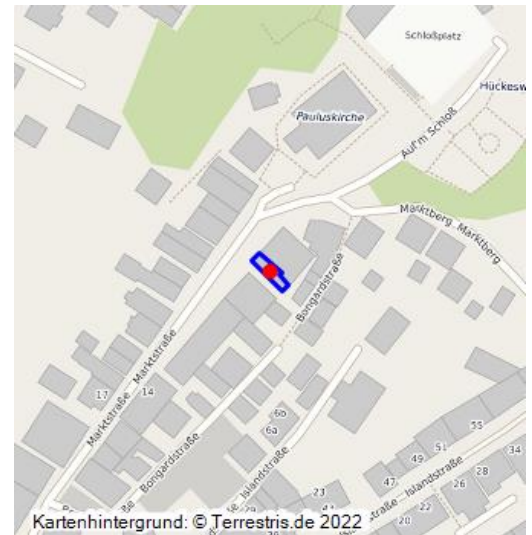 Schloßplatz
Hückesw
Pauluskirche
Auf'm Schloß
Marktberg Marktberg
Bongardstraße
Marktstraße
Marktstraße
17
14
6b
6a
Bongardstraße
Islandstraße
55
51
49
47
34
28
26
22
20
23
Islandstraße
Kartenhintergrund: © Terrestris.de 2022